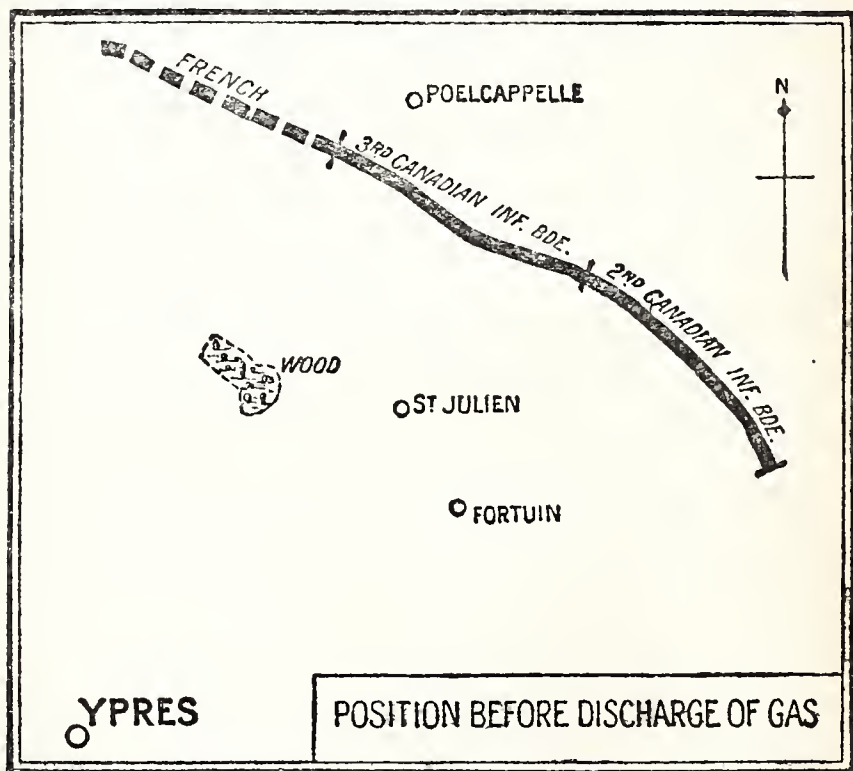 FRENCH
POELCAPPELLE
N
3RD CANADIAN INF. BDE.
2ND CANADIAN INF. BDE.
WOOD
ST JULIEN
FORTUIN
YPRES
POSITION BEFORE DISCHARGE OF GAS